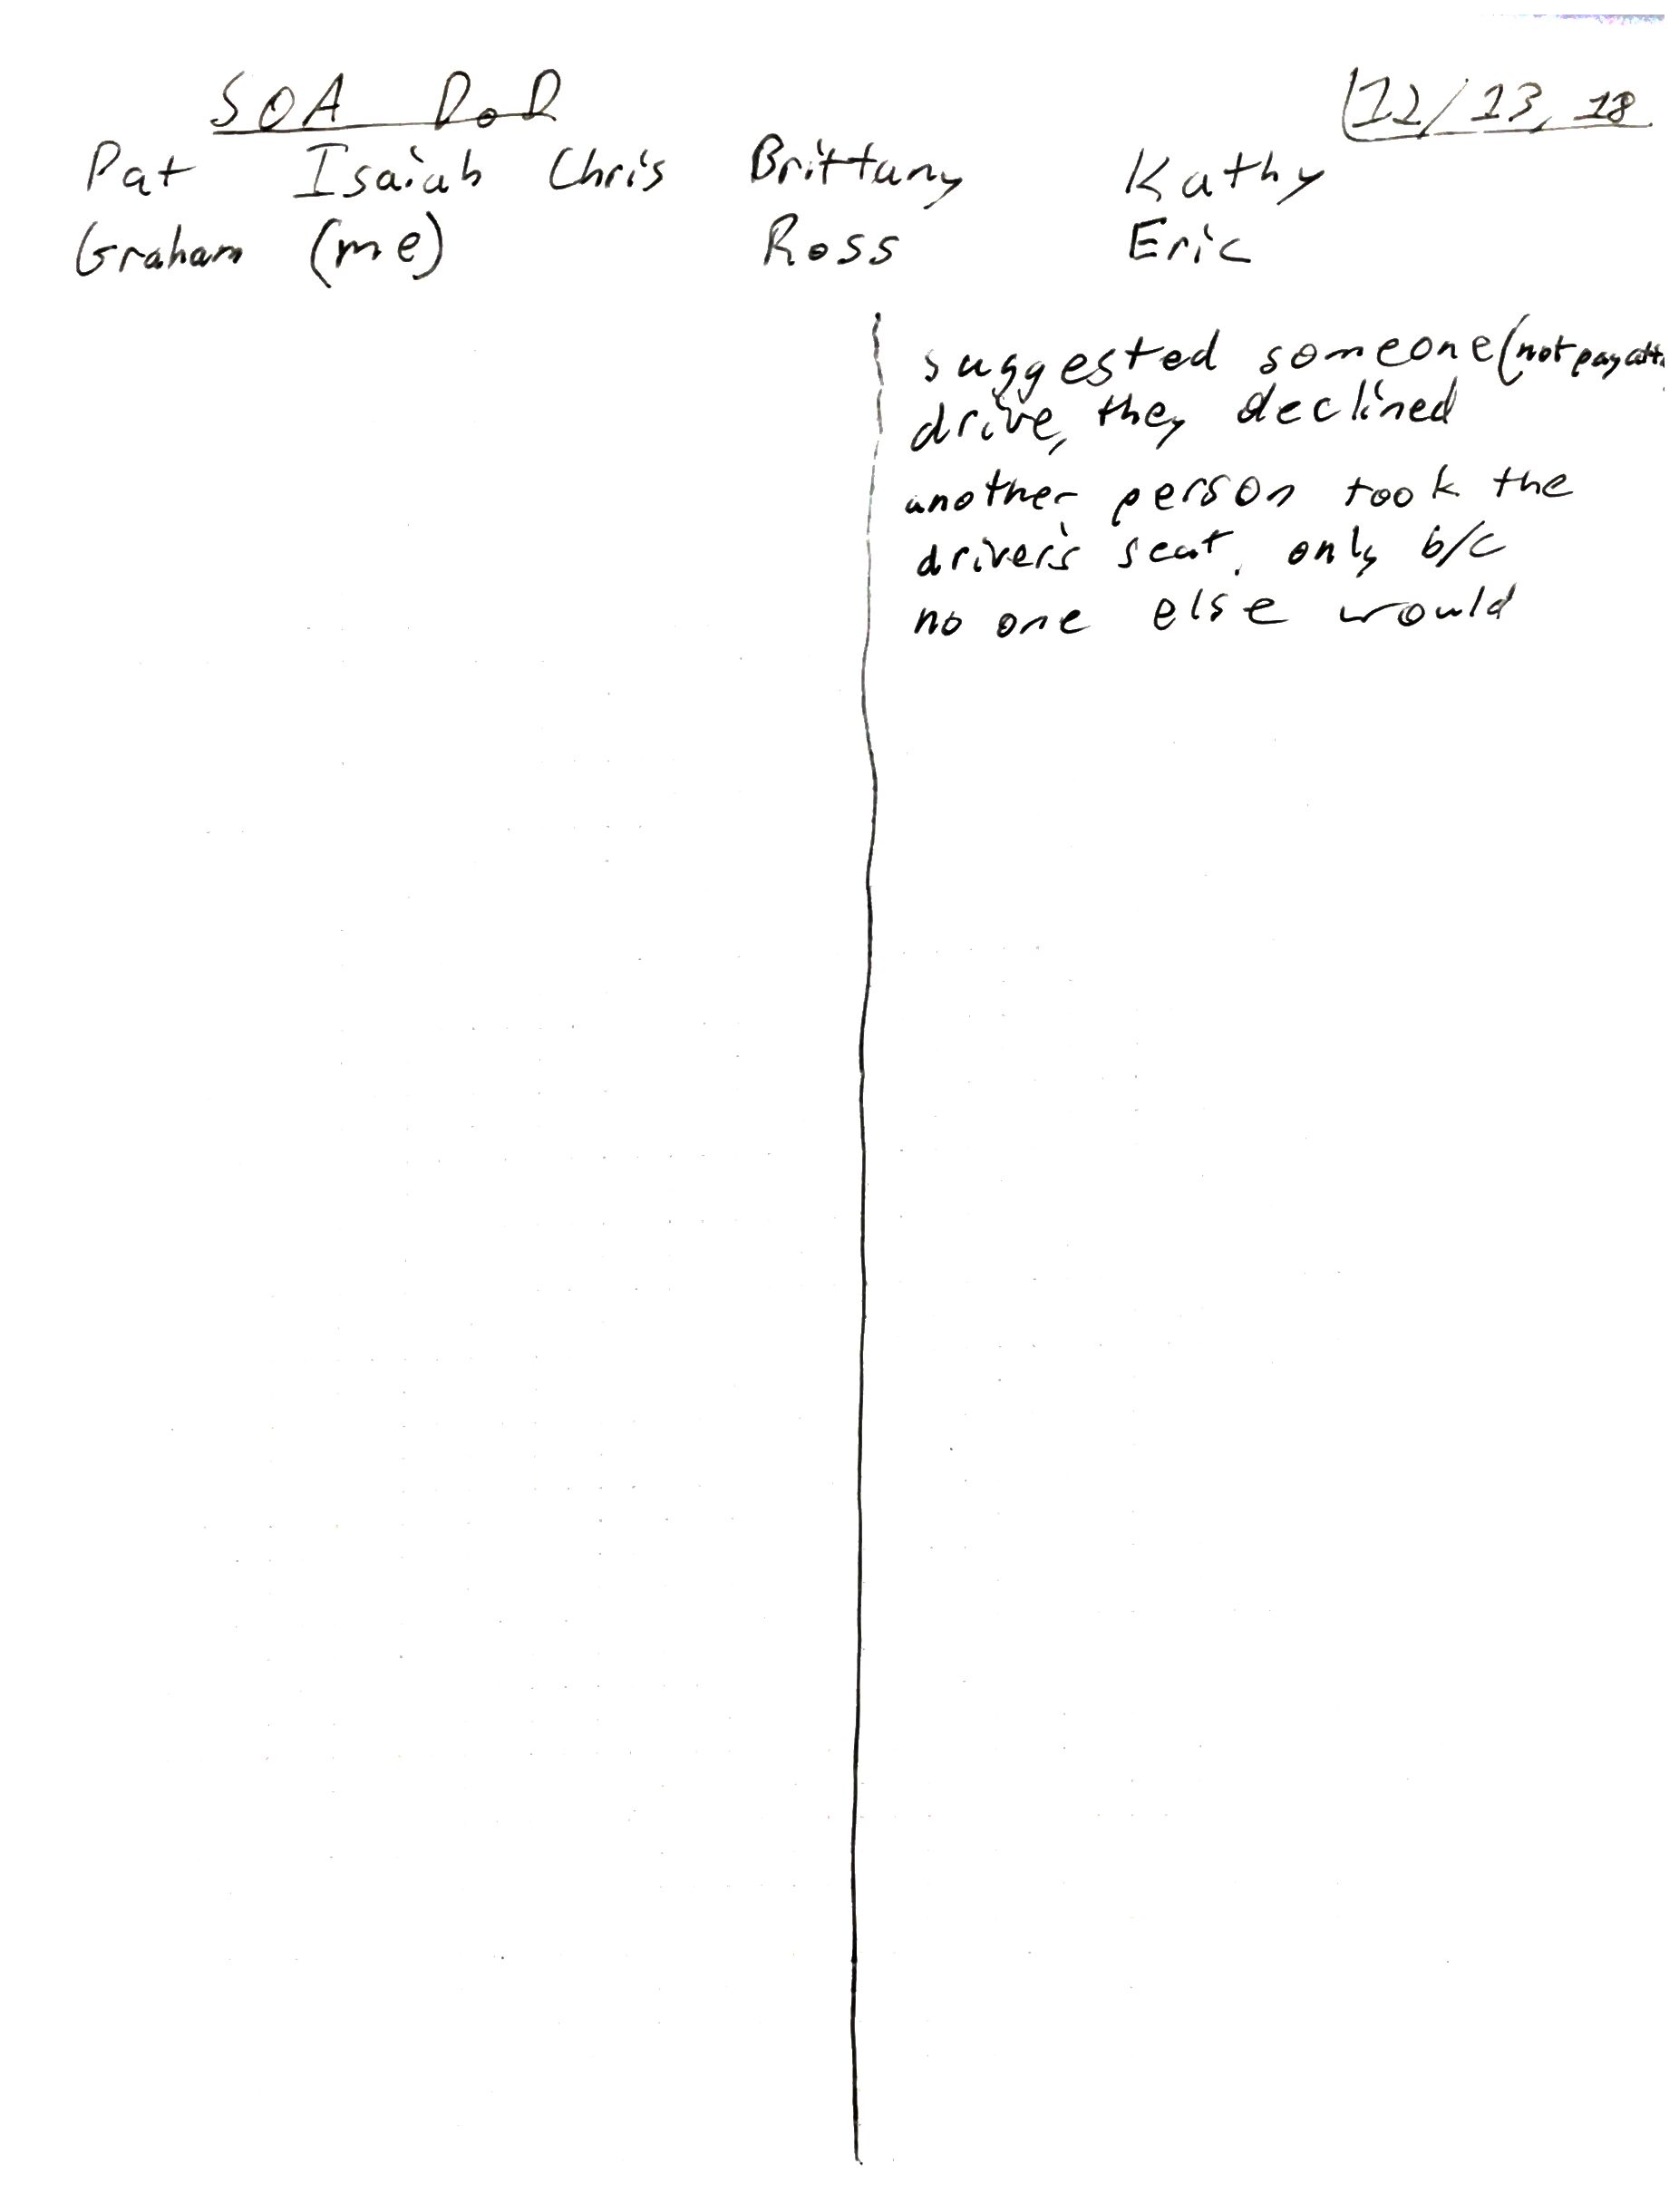 SOA DoD 12/13, 18
Pat Isaiah Chris Brittany Kathy
Graham (me) Ross Eric
suggested someone (not pay att.
drive, they declined
another person took the
driver's seat, only b/c
no one else would